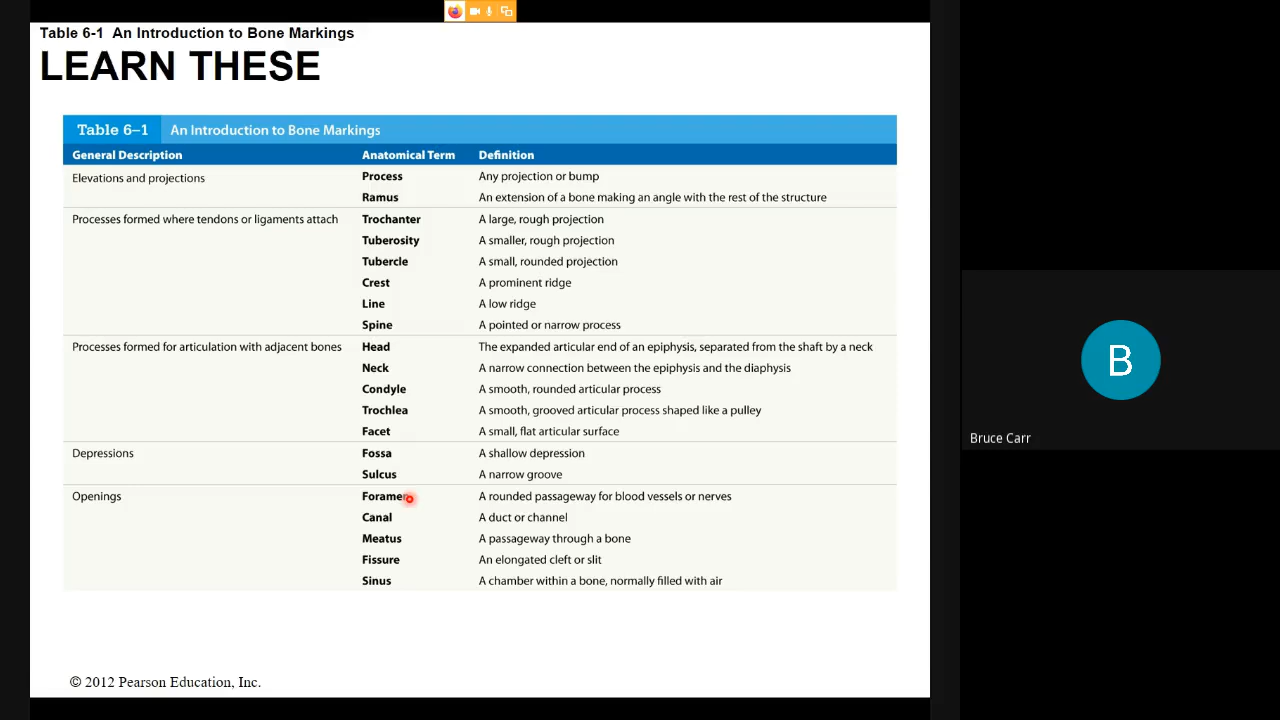 Table 6-1 An Introduction to Bone Markings
LEARN THESE
Table 6–1 An Introduction to Bone Markings
General Description Anatomical Term Definition
Elevations and projections Process Any projection or bump
Ramus An extension of a bone making an angle with the rest of the structure
Processes formed where tendons or ligaments attach Trochanter A large, rough projection
Tuberosity A smaller, rough projection
Tubercle A small, rounded projection
Crest A prominent ridge
Line A low ridge
Spine A pointed or narrow process
Processes formed for articulation with adjacent bones Head The expanded articular end of an epiphysis, separated from the shaft by a neck
Neck A narrow connection between the epiphysis and the diaphysis
Condyle A smooth, rounded articular process
Trochlea A smooth, grooved articular process shaped like a pulley
Facet A small, flat articular surface
Depressions Fossa A shallow depression
Sulcus A narrow groove
Openings Foramen A rounded passageway for blood vessels or nerves
Canal A duct or channel
Meatus A passageway through a bone
Fissure An elongated cleft or slit
Sinus A chamber within a bone, normally filled with air
© 2012 Pearson Education, Inc.
B
Bruce Carr